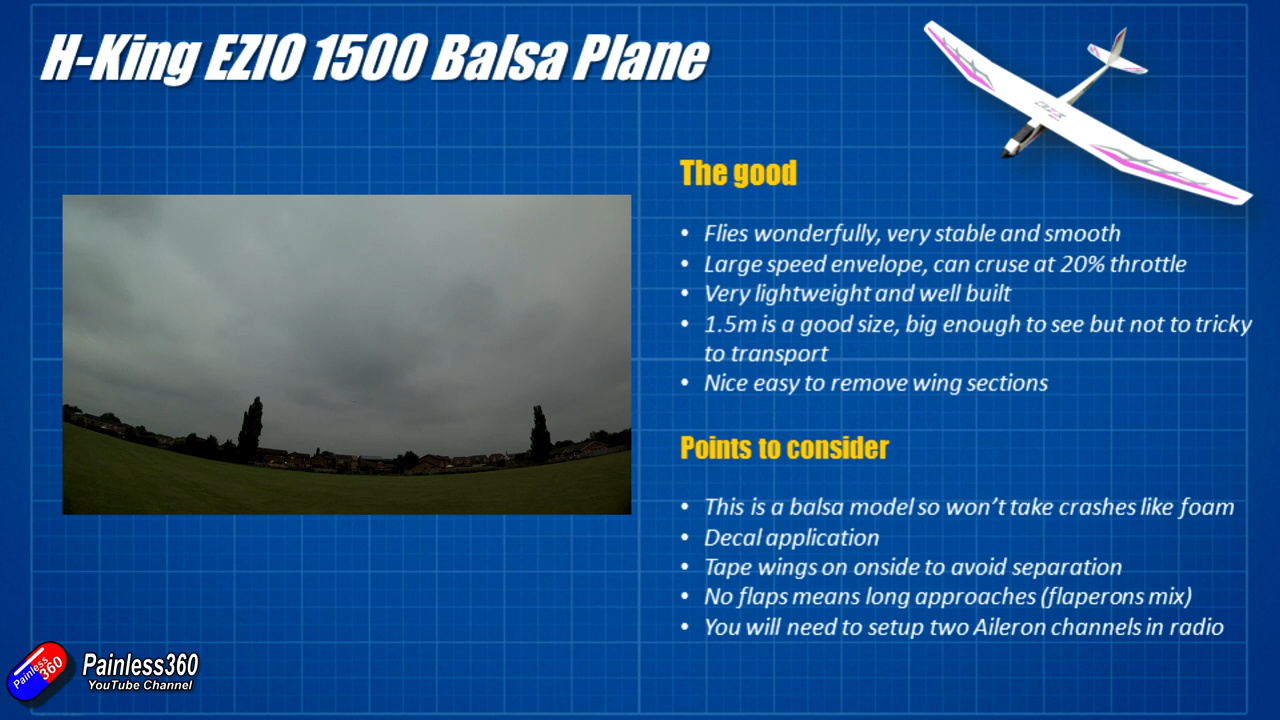 H-King EZIO 1500 Balsa Plane
The good
• Flies wonderfully, very stable and smooth
• Large speed envelope, can cruse at 20% throttle
• Very lightweight and well built
• 1.5m is a good size, big enough to see but not to tricky
to transport
• Nice easy to remove wing sections
Points to consider
• This is a balsa model so won't take crashes like foam
• Decal application
• Tape wings on onside to avoid separation
• No flaps means long approaches (flaperons mix)
• You will need to setup two Aileron channels in radio
Painless
360
Painless360
YouTube Channel